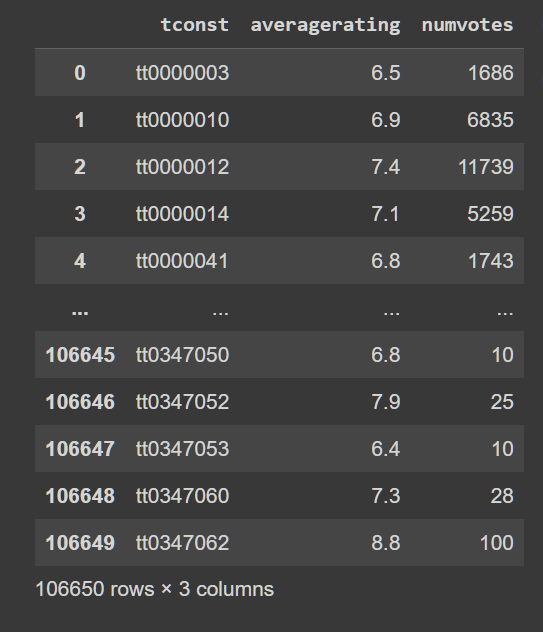 tconst averagerating numvotes
0 tt0000003 6.5 1686
1 tt0000010 6.9 6835
2 tt0000012 7.4 11739
3 tt0000014 7.1 5259
4 tt0000041 6.8 1743
... ... ... ...
106645 tt0347050 6.8 10
106646 tt0347052 7.9 25
106647 tt0347053 6.4 10
106648 tt0347060 7.3 28
106649 tt0347062 8.8 100
106650 rows × 3 columns